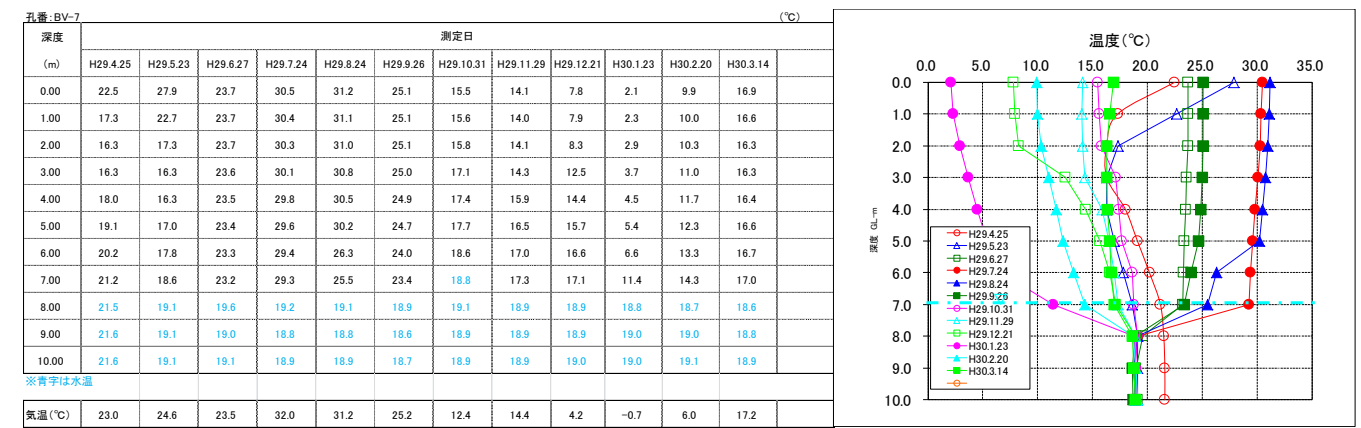 孔番:BV-7 (℃)
深度 測定日
(m) H29.4.25 H29.5.23 H29.6.27 H29.7.24 H29.8.24 H29.9.26 H29.10.31 H29.11.29 H29.12.21 H30.1.23 H30.2.20 H30.3.14
0.00 22.5 27.9 23.7 30.5 31.2 25.1 15.5 14.1 7.8 2.1 9.9 16.9
1.00 17.3 22.7 23.7 30.4 31.1 25.1 15.6 14.0 7.9 2.3 10.0 16.6
2.00 16.3 17.3 23.7 30.3 31.0 25.1 15.8 14.1 8.3 2.9 10.3 16.3
3.00 16.3 16.3 23.6 30.1 30.8 25.0 17.1 14.3 12.5 3.7 11.0 16.3
4.00 18.0 16.3 23.5 29.8 30.5 24.9 17.4 15.9 14.4 4.5 11.7 16.4
5.00 19.1 17.0 23.4 29.6 30.2 24.7 17.7 16.5 15.7 5.4 12.3 16.6
6.00 20.2 17.8 23.3 29.4 26.3 24.0 18.6 17.0 16.6 6.6 13.3 16.7
7.00 21.2 18.6 23.2 29.3 25.5 23.4 18.8 17.3 17.1 11.4 14.3 17.0
8.00 21.5 19.1 19.6 19.2 19.1 18.9 19.1 18.9 18.9 18.8 18.7 18.6
9.00 21.6 19.1 19.0 18.8 18.8 18.6 18.9 18.9 18.9 19.0 19.0 18.8
10.00 21.6 19.1 19.1 18.9 18.9 18.7 18.9 18.9 19.0 19.0 19.1 18.9
※青字は水温
気温(℃) 23.0 24.6 23.5 32.0 31.2 25.2 12.4 14.4 4.2 -0.7 6.0 17.2
温度(℃)
0.0 5.0 10.0 15.0 20.0 25.0 30.0 35.0
0.0
1.0
2.0
3.0
4.0
5.0
6.0
7.0
8.0
9.0
10.0
深度 GL-m
H29.4.25
H29.5.23
H29.6.27
H29.7.24
H29.8.24
H29.9.26
H29.10.31
H29.11.29
H29.12.21
H30.1.23
H30.2.20
H30.3.14